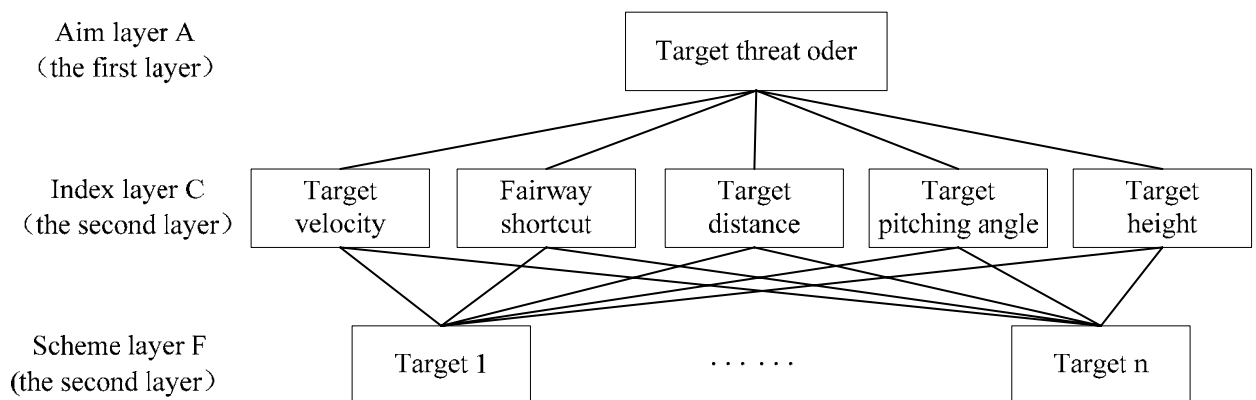 Aim layer A
（the first layer）
Target threat oder
Index layer C
（the second layer）
Target
velocity
Fairway
shortcut
Target
distance
Target
pitching angle
Target
height
Scheme layer F
(the second layer）
Target 1
······
Target n